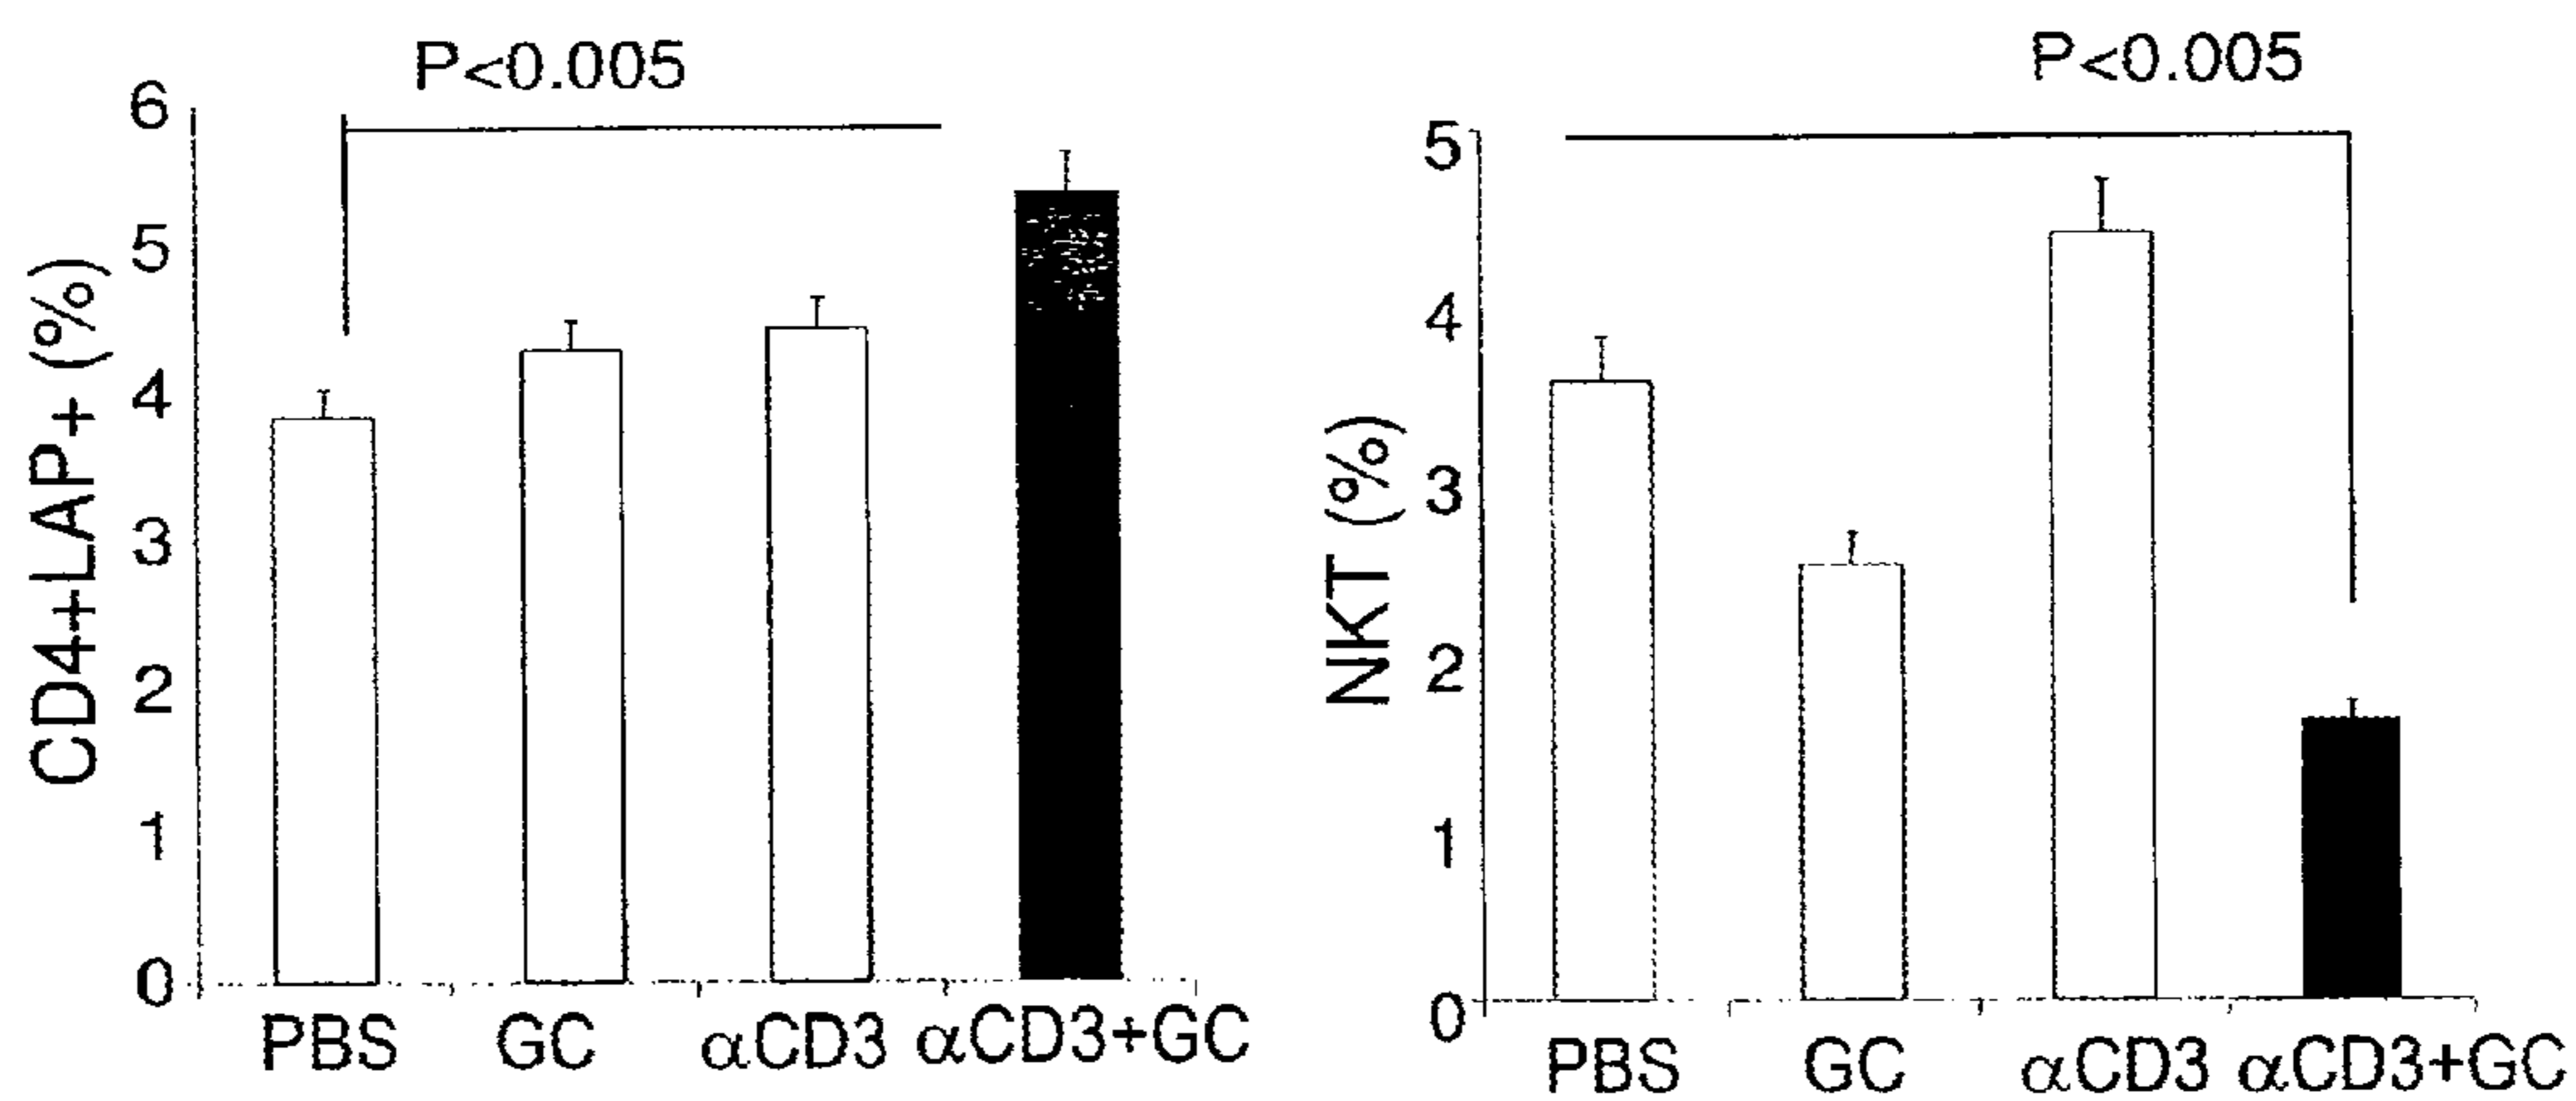 P<0.005
6
5
4
3
2
1
0
CD4+LAP+ (%)
PBS GC αCD3 αCD3+GC
P<0.005
5
4
3
2
1
0
NKT (%)
PBS GC αCD3 αCD3+GC